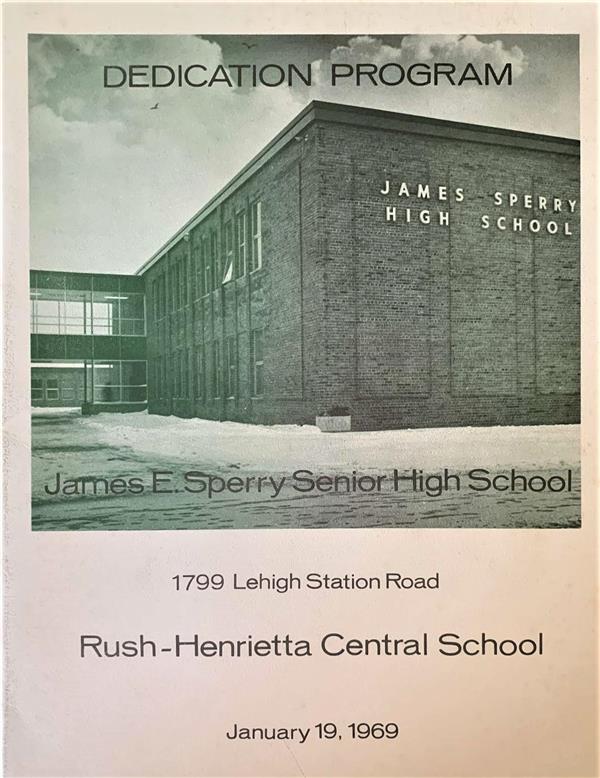 DEDICATION PROGRAM
JAMES SPERRY
HIGH SCHOOL
James E. Sperry Senior High School
1799 Lehigh Station Road
Rush-Henrietta Central School
January 19, 1969